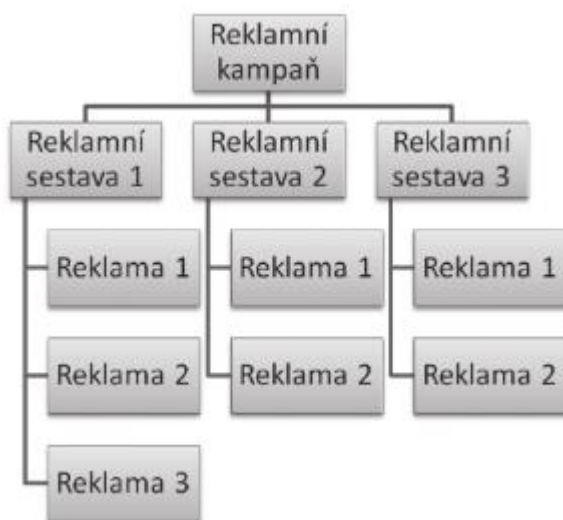 Reklamní
kampaň
Reklamní
sestava 1
Reklamní
sestava 2
Reklamní
sestava 3
Reklama 1
Reklama 2
Reklama 3
Reklama 1
Reklama 2
Reklama 1
Reklama 2